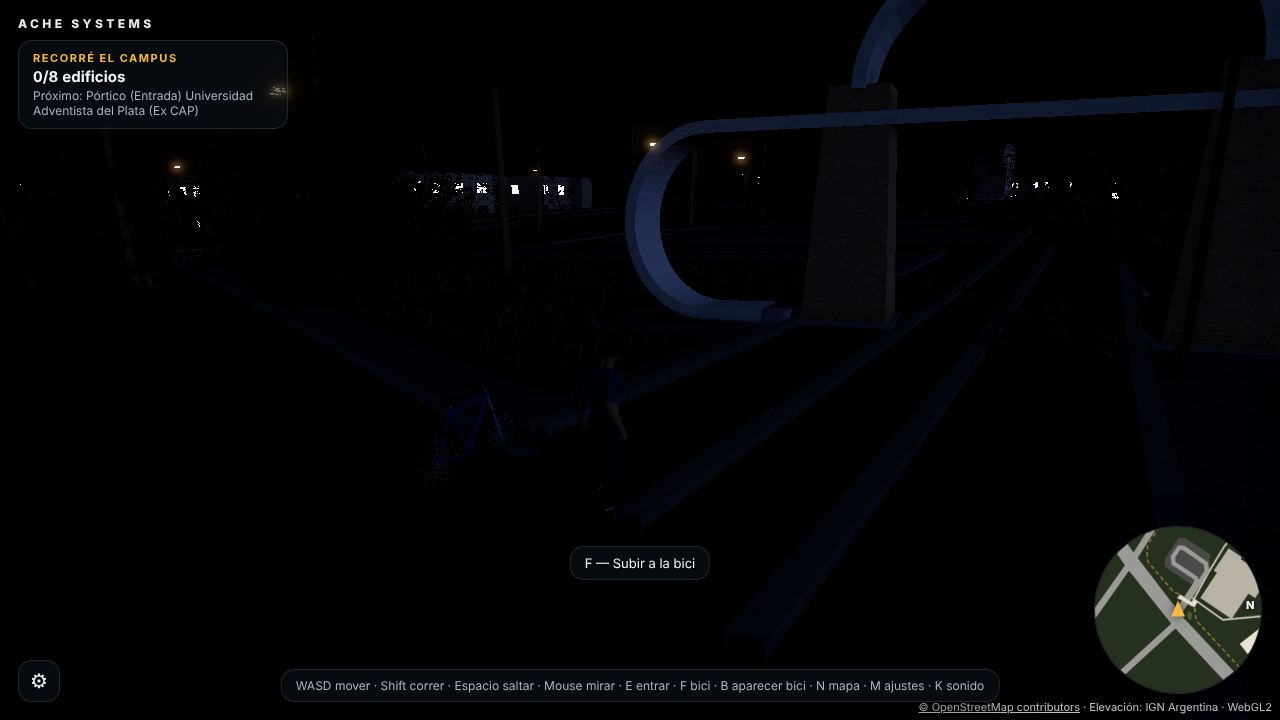 ACHE SYSTEMS
RECORRÉ EL CAMPUS
0/8 edificios
Próximo: Pórtico (Entrada) Universidad
Adventista del Plata (Ex CAP)
F — Subir a la bici
N
WASD mover · Shift correr · Espacio saltar · Mouse mirar · E entrar · F bici · B aparecer bici · N mapa · M ajustes · K sonido
© OpenStreetMap contributors · Elevación: IGN Argentina · WebGL2